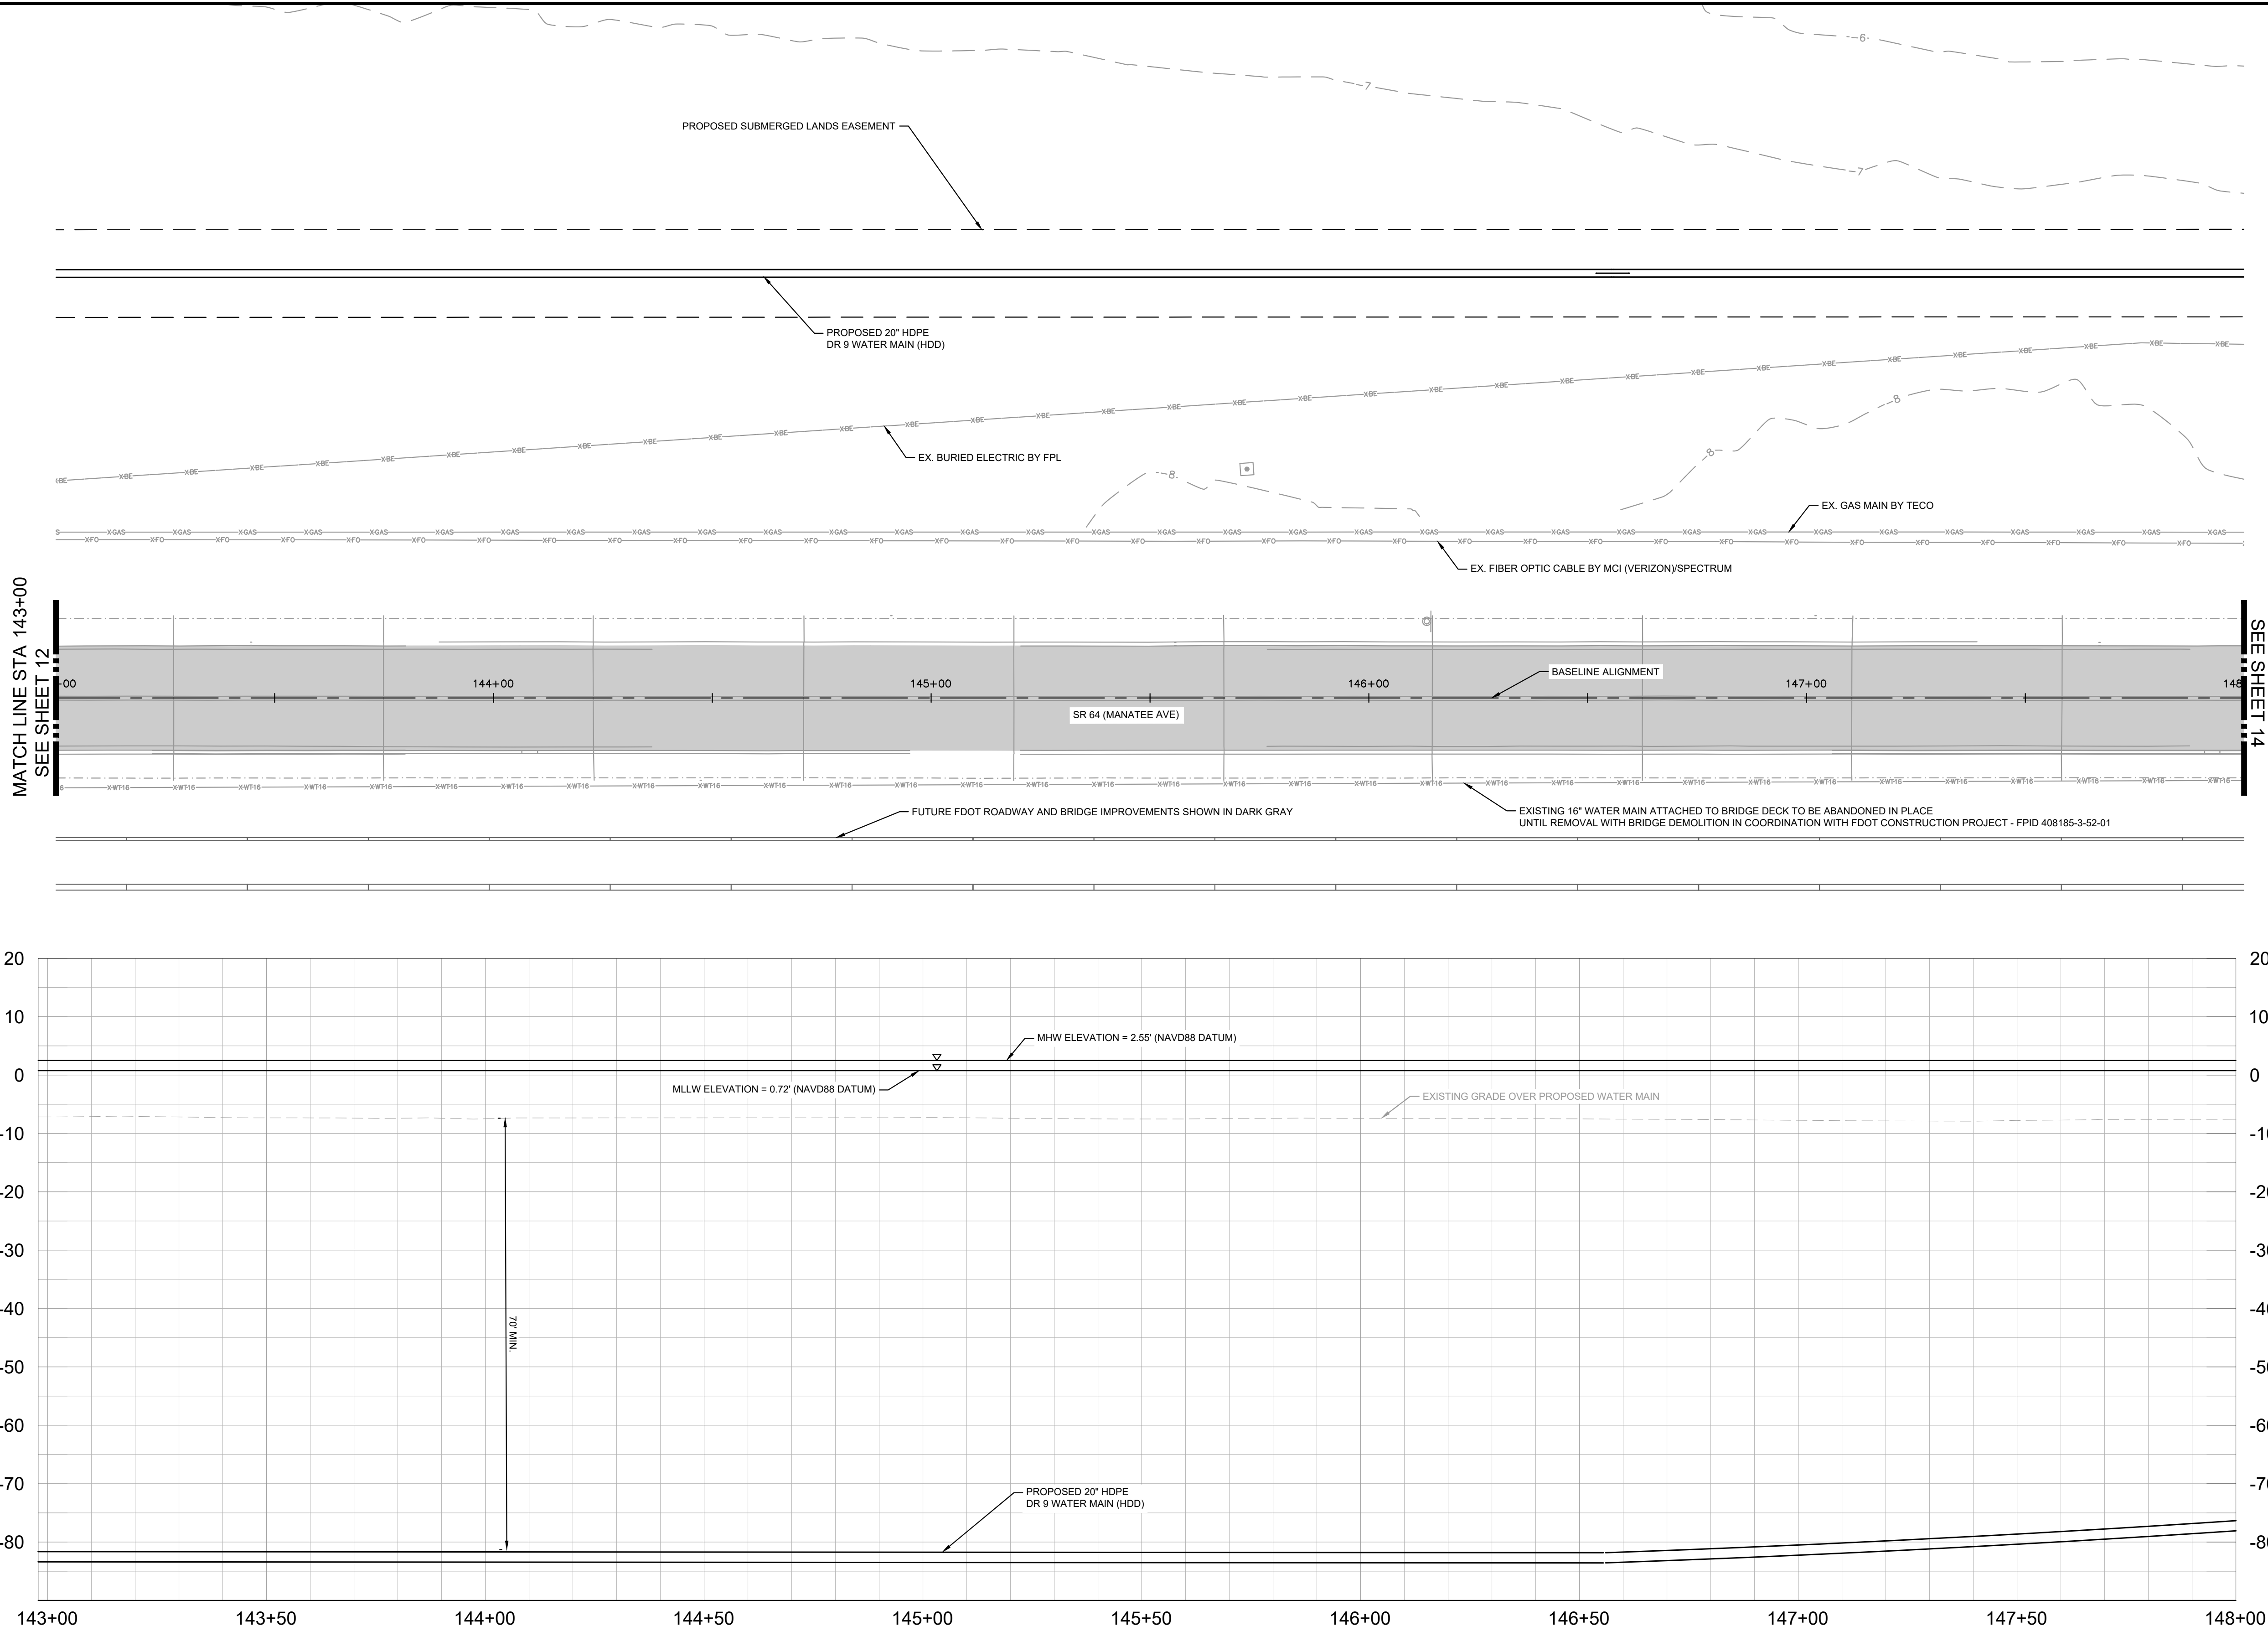 -6-
-7
-7
PROPOSED SUBMERGED LANDS EASEMENT
PROPOSED 20" HDPE
DR 9 WATER MAIN (HDD)
EX. BURIED ELECTRIC BY FPL
-8
-8
-8
EX. GAS MAIN BY TECO
EX. FIBER OPTIC CABLE BY MCI (VERIZON)/SPECTRUM
MATCH LINE STA 143+00
SEE SHEET 12
SEE SHEET 14
144+00
145+00
146+00
147+00
BASELINE ALIGNMENT
SR 64 (MANATEE AVE)
FUTURE FDOT ROADWAY AND BRIDGE IMPROVEMENTS SHOWN IN DARK GRAY
EXISTING 16" WATER MAIN ATTACHED TO BRIDGE DECK TO BE ABANDONED IN PLACE
UNTIL REMOVAL WITH BRIDGE DEMOLITION IN COORDINATION WITH FDOT CONSTRUCTION PROJECT - FPID 408185-3-52-01
20
10
0
-10
-20
-30
-40
-50
-60
-70
-80
MHW ELEVATION = 2.55' (NAVD88 DATUM)
MLLW ELEVATION = 0.72' (NAVD88 DATUM)
EXISTING GRADE OVER PROPOSED WATER MAIN
70' MIN.
PROPOSED 20" HDPE
DR 9 WATER MAIN (HDD)
143+00
143+50
144+00
144+50
145+00
145+50
146+00
146+50
147+00
147+50
148+00